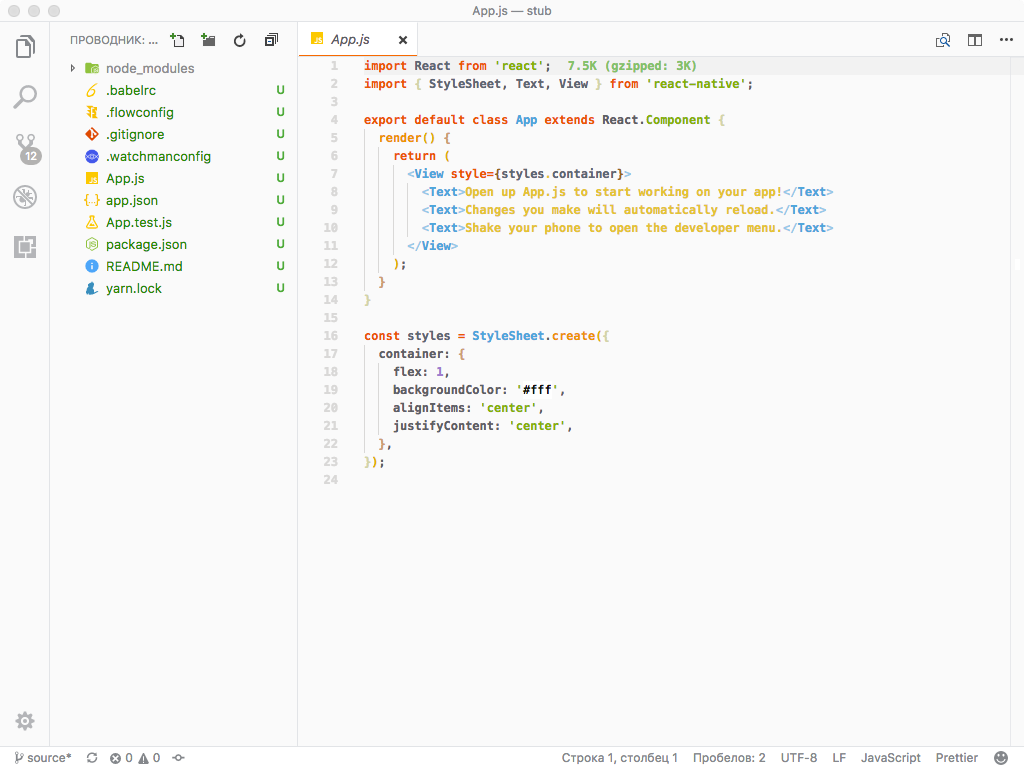 App.js — stub
ПРОВОДНИК: ...
App.js
node_modules
.babelrc U
.flowconfig U
.gitignore U
.watchmanconfig U
JS App.js U
{..} app.json U
App.test.js U
package.json U
README.md U
yarn.lock U
12
1 import React from 'react'; 7.5K (gzipped: 3K)
2 import { StyleSheet, Text, View } from 'react-native';
3
4 export default class App extends React.Component {
5 render() {
6 return (
7 <View style={styles.container}>
8 <Text>Open up App.js to start working on your app!</Text>
9 <Text>Changes you make will automatically reload.</Text>
10 <Text>Shake your phone to open the developer menu.</Text>
11 </View>
12 );
13 }
14 }
15
16 const styles = StyleSheet.create({
17 container: {
18 flex: 1,
19 backgroundColor: '#fff',
20 alignItems: 'center',
21 justifyContent: 'center',
22 },
23 });
24
source* 0 0 Строка 1, столбец 1 Пробелов: 2 UTF-8 LF JavaScript Prettier